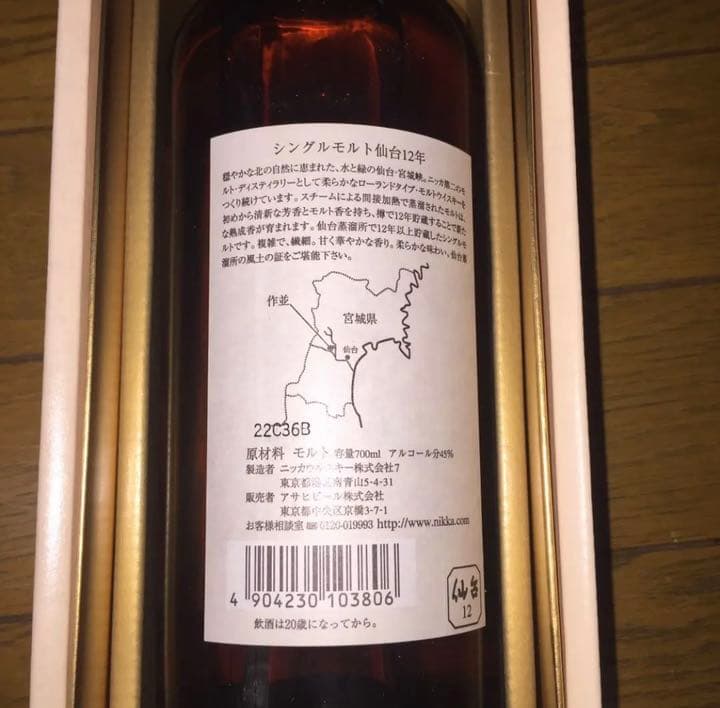 シングルモルト仙台12年
穏やかな北の自然に恵まれた、水と緑の仙台・宮城峡。ニッカ第二のモ
ルト・ディスティラリーとして柔らかなローランドタイプ・モルトウイスキーを
つくり続けています。スチームによる間接加熱で蒸溜されたモルトは、
初めから清新な芳香とモルト香を持ち、樽で12年貯蔵することで新た
な熟成香が育まれます。仙台蒸溜所で12年以上貯蔵したシングルモ
ルトです。複雑で、繊細。甘く華やかな香り。柔らかな味わい。仙台蒸
溜所の風土の証をご堪能下さい。
作並
宮城県
仙台
22C36B
原材料 モルト 容量700ml アルコール分45%
製造者 ニッカウヰスキー株式会社7
東京都港区南青山5-4-31
販売者 アサヒビール株式会社
東京都中央区京橋3-7-1
お客様相談室 0120-019993 http://www.nikka.com
4 904230 103806
仙台
12
飲酒は20歳になってから。